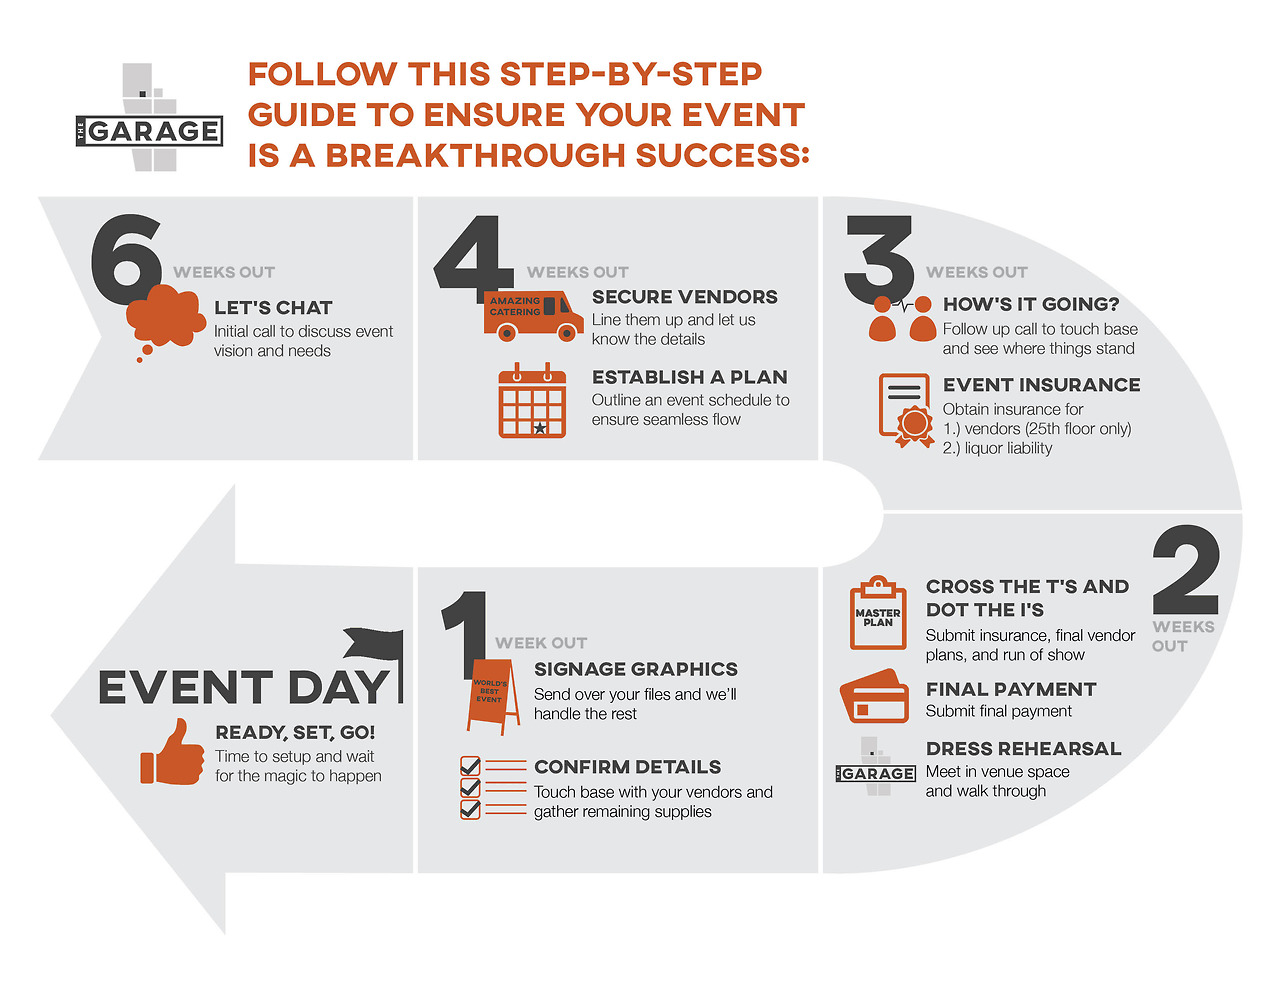 THE GARAGE
FOLLOW THIS STEP-BY-STEP
GUIDE TO ENSURE YOUR EVENT
IS A BREAKTHROUGH SUCCESS:
6
WEEKS OUT
LET'S CHAT
Initial call to discuss event
vision and needs
4
WEEKS OUT
AMAZING
CATERING
SECURE VENDORS
Line them up and let us
know the details
ESTABLISH A PLAN
Outline an event schedule to
ensure seamless flow
3
WEEKS OUT
HOW'S IT GOING?
Follow up call to touch base
and see where things stand
EVENT INSURANCE
Obtain insurance for
1.) vendors (25th floor only)
2.) liquor liability
2
WEEKS
OUT
MASTER
PLAN
CROSS THE T'S AND
DOT THE I'S
Submit insurance, final vendor
plans, and run of show
FINAL PAYMENT
Submit final payment
THE GARAGE
DRESS REHEARSAL
Meet in venue space
and walk through
1
WEEK OUT
WORLD'S
BEST
EVENT
SIGNAGE GRAPHICS
Send over your files and we'll
handle the rest
CONFIRM DETAILS
Touch base with your vendors and
gather remaining supplies
EVENT DAY
READY, SET, GO!
Time to setup and wait
for the magic to happen